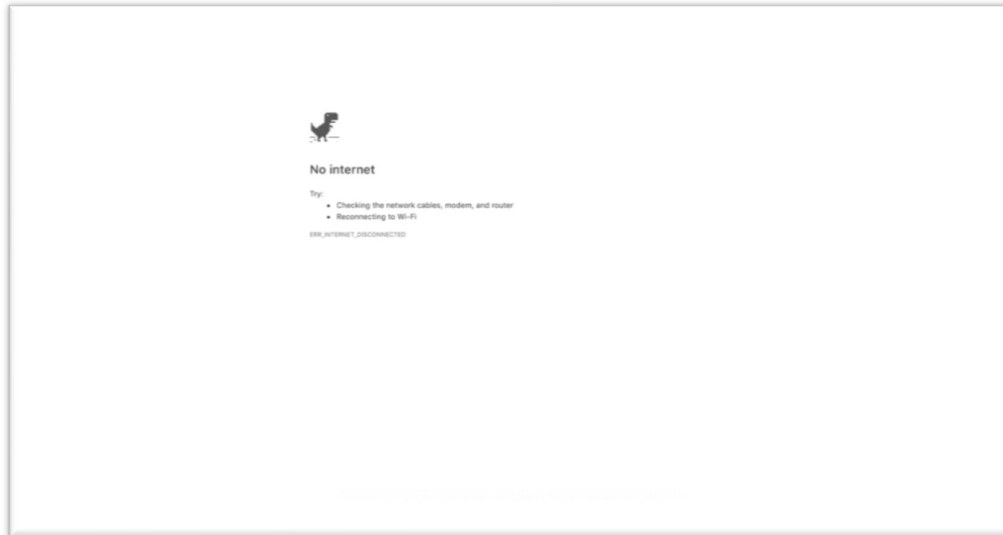 No internet
Try:
Checking the network cables, modem, and router
Reconnecting to Wi-Fi
ERR_INTERNET_DISCONNECTED